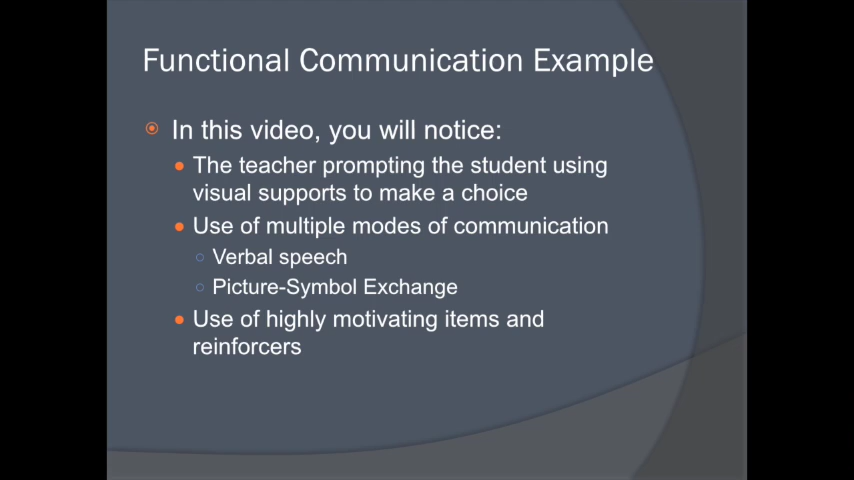 Functional Communication Example
In this video, you will notice:
The teacher prompting the student using
visual supports to make a choice
Use of multiple modes of communication
Verbal speech
Picture-Symbol Exchange
Use of highly motivating items and
reinforcers